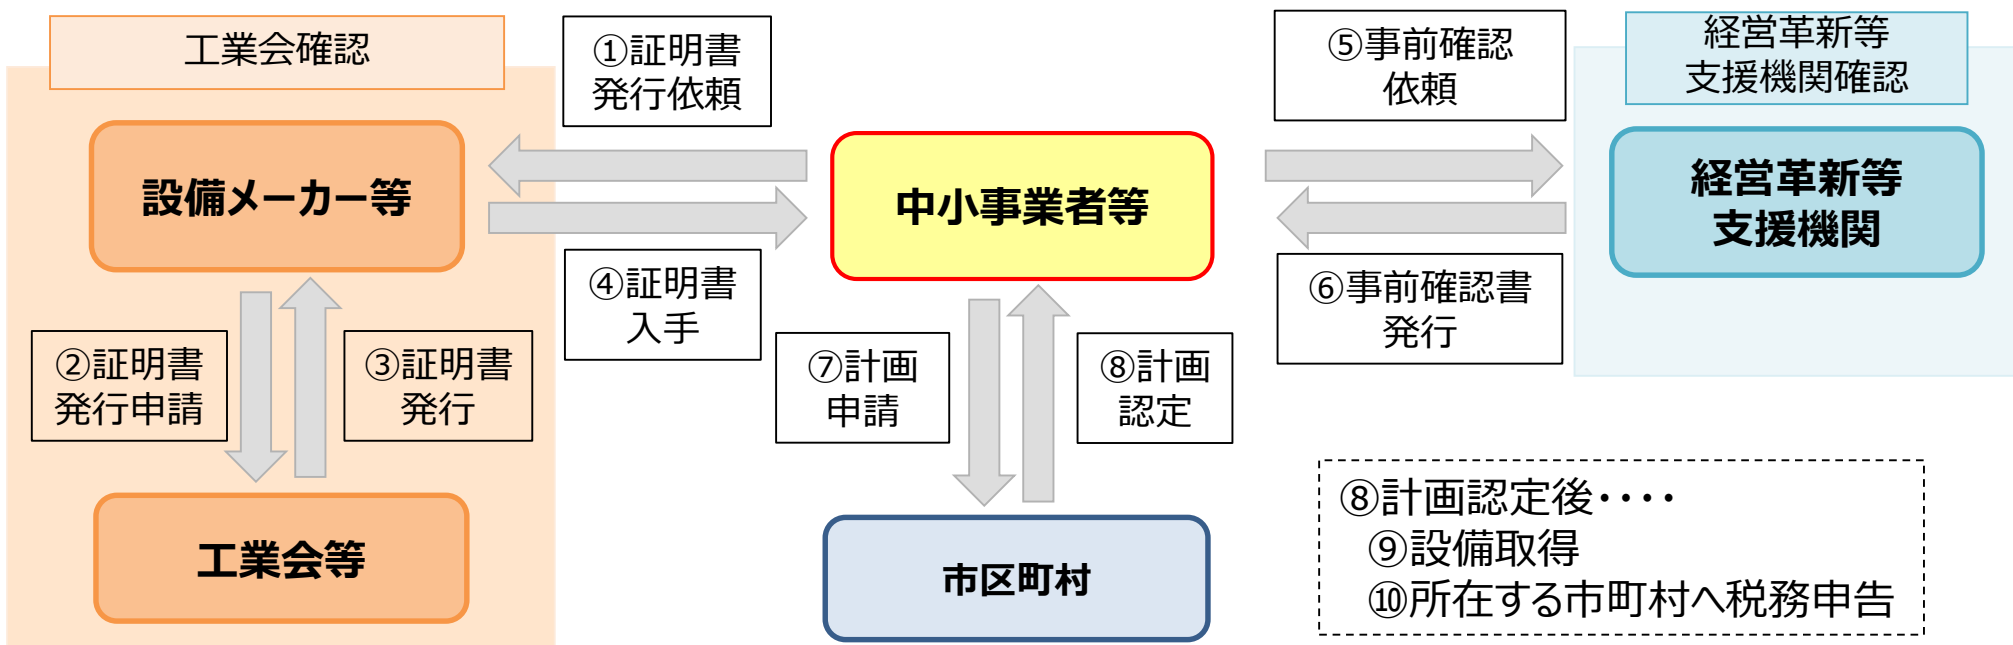 工業会確認
①証明書
発行依頼
⑤事前確認
依頼
経営革新等
支援機関確認
設備メーカー等
中小事業者等
経営革新等
支援機関
④証明書
入手
⑥事前確認書
発行
②証明書
発行申請
③証明書
発行
⑦計画
申請
⑧計画
認定
工業会等
市区町村
⑧計画認定後・・・・
⑨設備取得
⑩所在する市町村へ税務申告